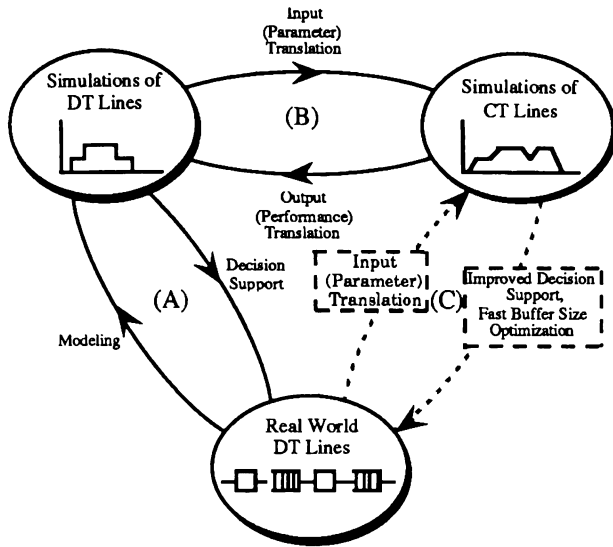 Input
(Parameter)
Translation
Simulations of
DT Lines
Simulations of
CT Lines
(B)
Output
(Performance)
Translation
Decision
Support
Input
(Parameter)
Translation
(C)
Improved Decision
Support,
Fast Buffer Size
Optimization
(A)
Modeling
Real World
DT Lines